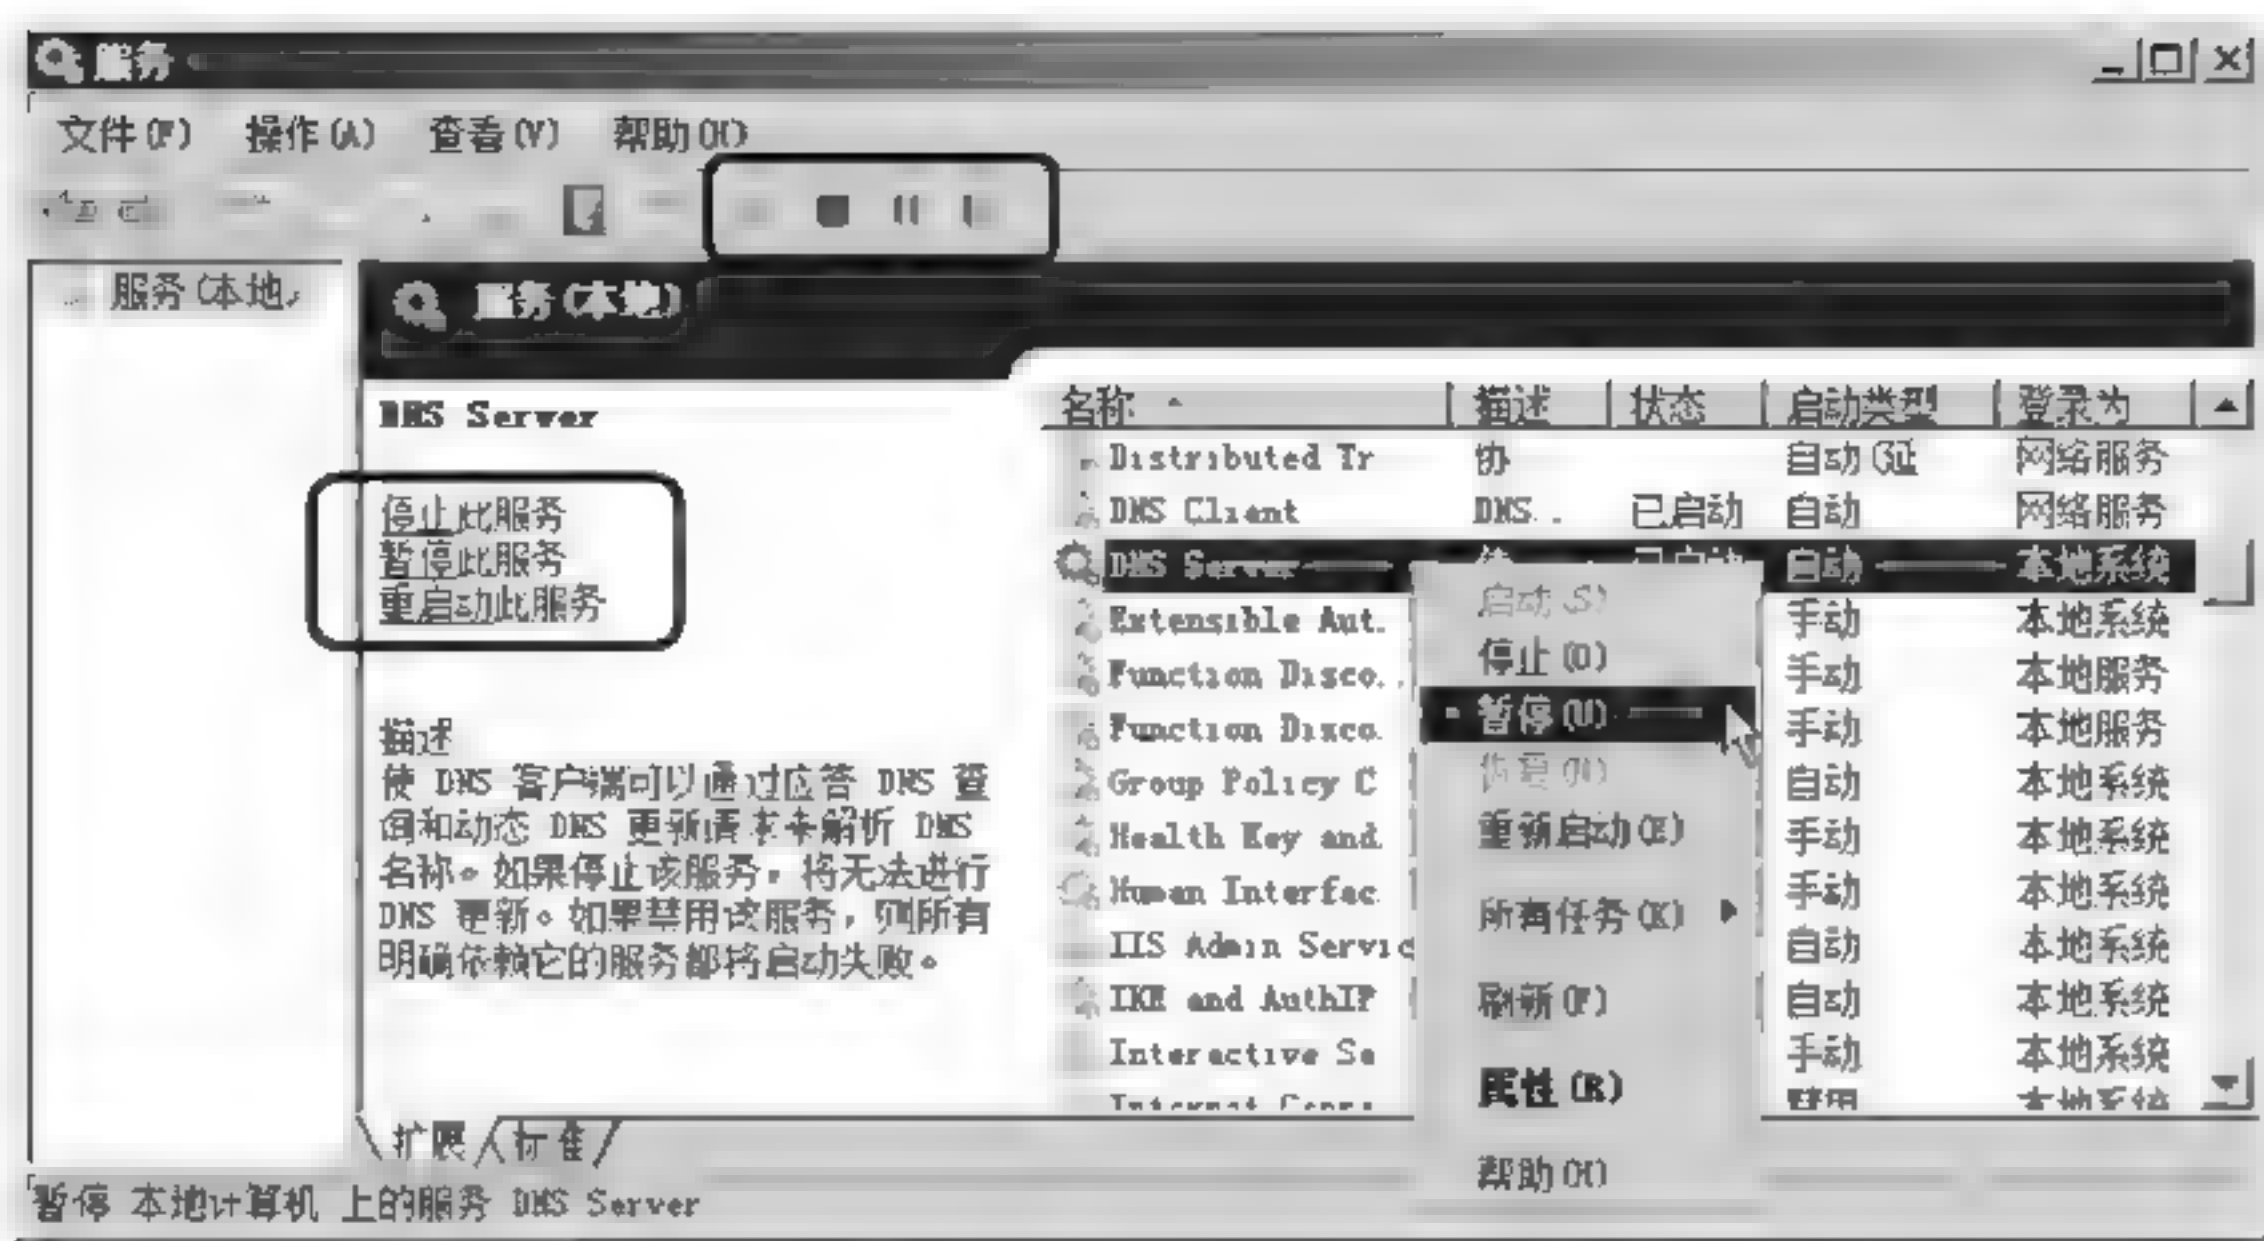 服务
文件(F) 操作(A) 查看(V) 帮助(H)
服务(本地)
服务(本地)
DNS Server
停止此服务
暂停此服务
重启动此服务
描述
使 DNS 客户端可以通过应答 DNS 查
询和动态 DNS 更新请求来解析 DNS
名称。如果停止该服务，将无法进行
DNS 更新。如果禁用该服务，则所有
明确依赖它的服务都将启动失败。
名称 描述 状态 启动类型 登录为
Distributed Tr 协 自动(延 网络服务
DNS Client DNS.. 已启动 自动 网络服务
DNS Server 使 已启动 自动 本地系统
Extensible Aut. 手动 本地系统
Function Disco.. 手动 本地服务
Function Disco. 手动 本地服务
Group Policy C 自动 本地系统
Health Key and 手动 本地系统
Human Interfac 手动 本地系统
IIS Admin Servic 自动 本地系统
IKE and AuthIP 自动 本地系统
Interactive Se 手动 本地系统
禁用 本地系统
启动(S)
停止(O)
暂停(U)
恢复(M)
重新启动(E)
所有任务(K)
刷新(F)
属性(R)
帮助(H)
扩展 标准
暂停 本地计算机 上的服务 DNS Server